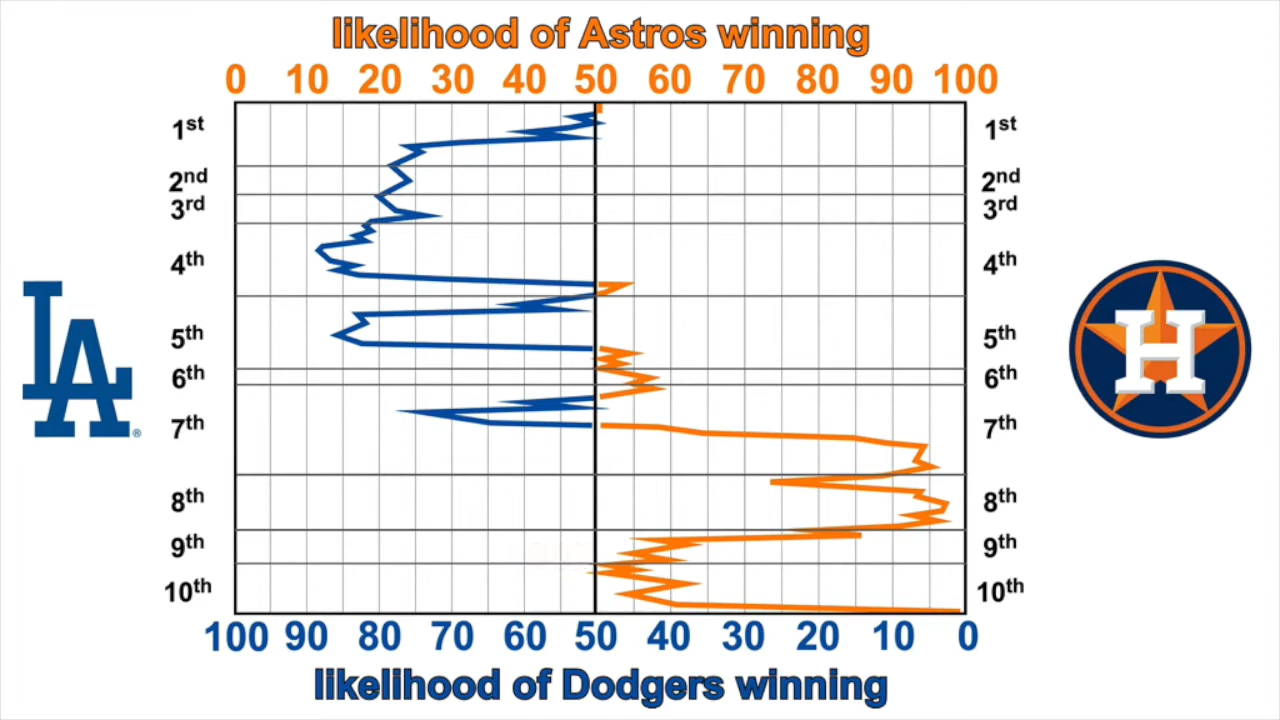 likelihood of Astros winning
0 10 20 30 40 50 60 70 80 90 100
1st 1st
2nd 2nd
3rd 3rd
4th 4th
LA ®
H
5th 5th
6th 6th
7th 7th
8th 8th
9th 9th
10th 10th
100 90 80 70 60 50 40 30 20 10 0
likelihood of Dodgers winning